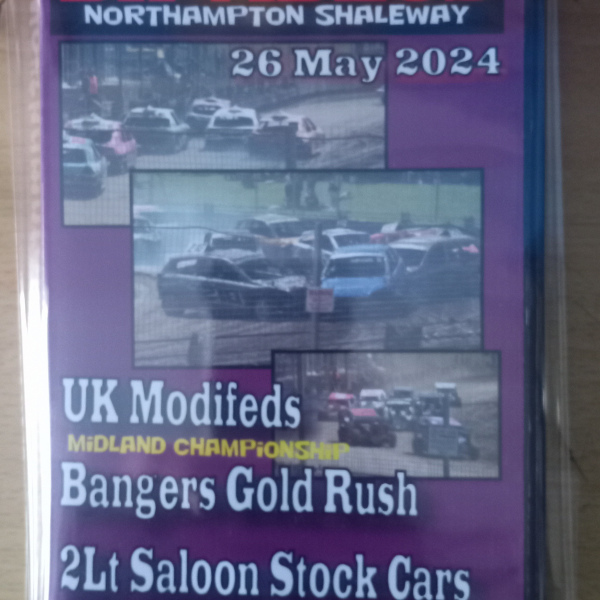 NORTHAMPTON SHALEWAY
26 May 2024
UK Modifeds
MIDLAND CHAMPIONSHIP
Bangers Gold Rush
2Lt Saloon Stock Cars